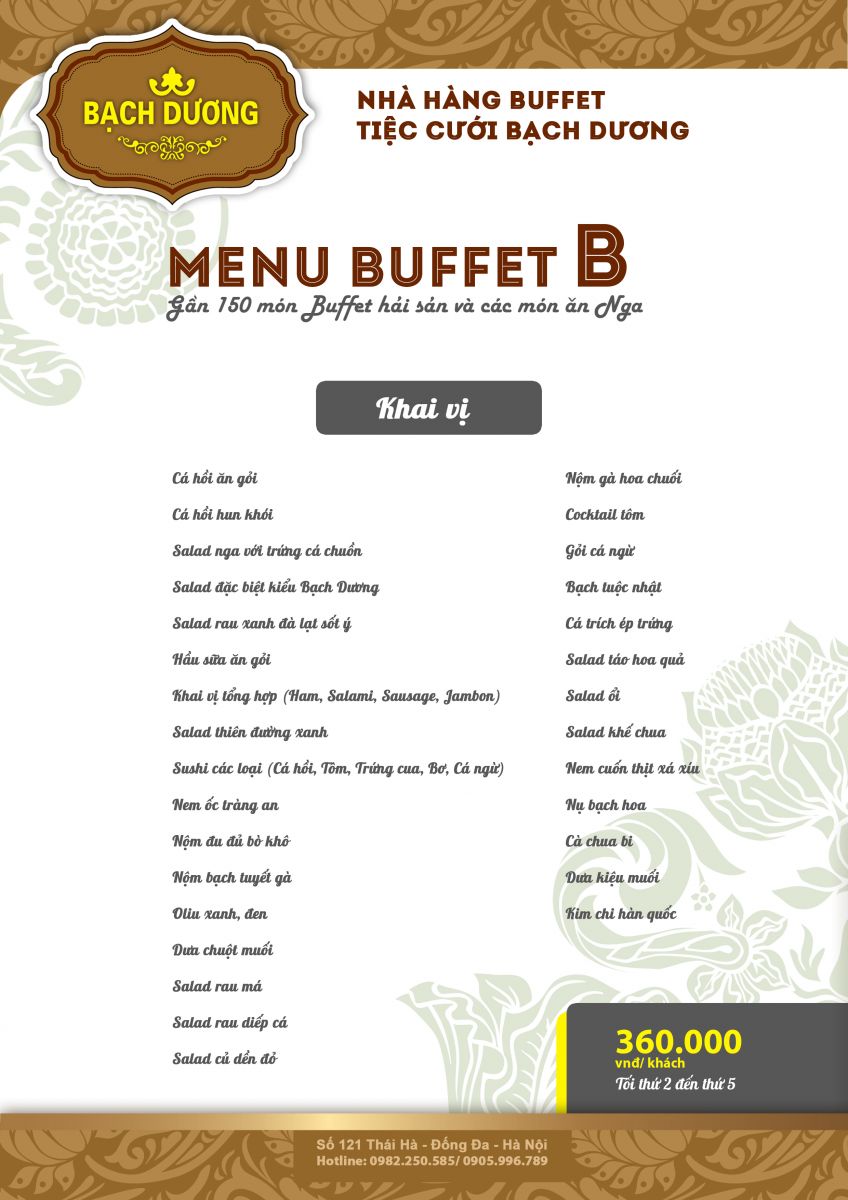 BẠCH DƯƠNG
NHÀ HÀNG BUFFET
TIỆC CƯỚI BẠCH DƯƠNG
MENU BUFFET B
Gần 150 món Buffet hải sản và các món ăn Nga
Khai vị
Cá hồi ăn gỏi
Cá hồi hun khói
Salad nga với trứng cá chuồn
Salad đặc biệt kiểu Bạch Dương
Salad rau xanh đà lạt sốt ý
Hầu sữa ăn gỏi
Khai vị tổng hợp (Ham, Salami, Sausage, Jambon)
Salad thiên đường xanh
Sushi các loại (Cá hồi, Tôm, Trứng cua, Bơ, Cá ngừ)
Nem ốc tràng an
Nộm đu đủ bò khô
Nộm bạch tuyết gà
Oliu xanh, đen
Dưa chuột muối
Salad rau má
Salad rau diếp cá
Salad củ dền đỏ
Nộm gà hoa chuối
Cocktail tôm
Gỏi cá ngừ
Bạch tuộc nhật
Cá trích ép trứng
Salad táo hoa quả
Salad ổi
Salad khế chua
Nem cuốn thịt xá xíu
Nụ bạch hoa
Cà chua bi
Dưa kiệu muối
Kim chi hàn quốc
360.000
vnđ/ khách
Tối thứ 2 đến thứ 5
Số 121 Thái Hà - Đống Đa - Hà Nội
Hotline: 0982.250.585/ 0905.996.789